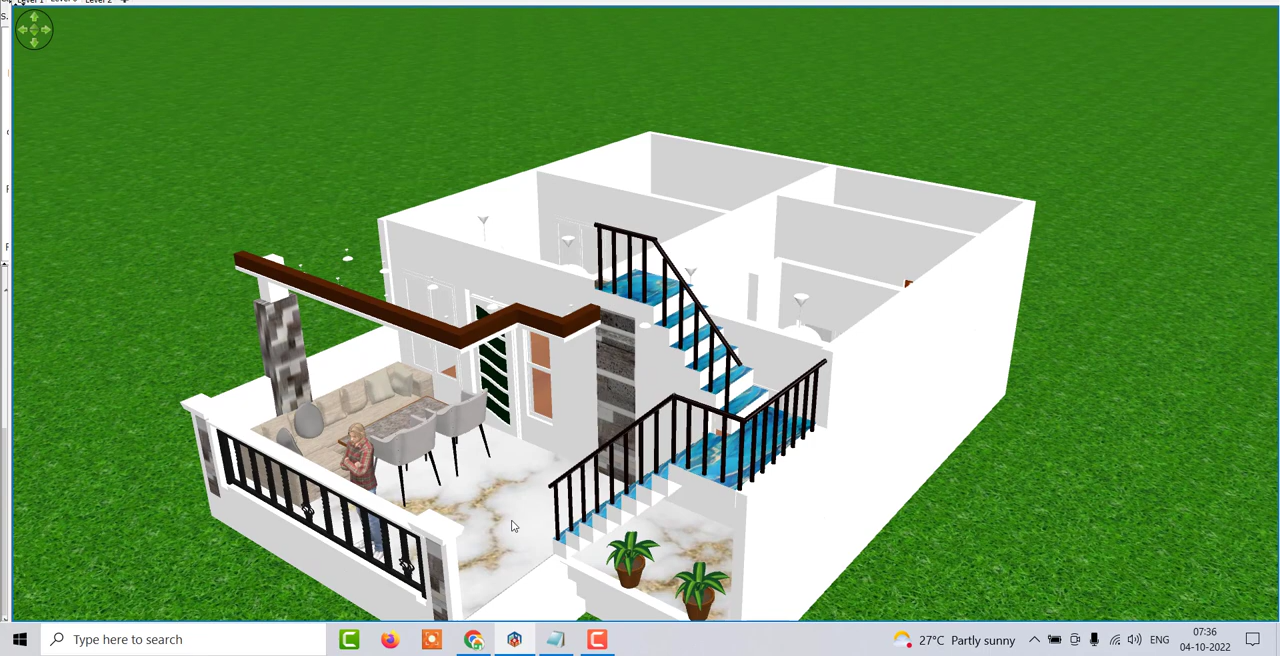 Type here to search
27°C Partly sunny
ENG
07:36
04-10-2022